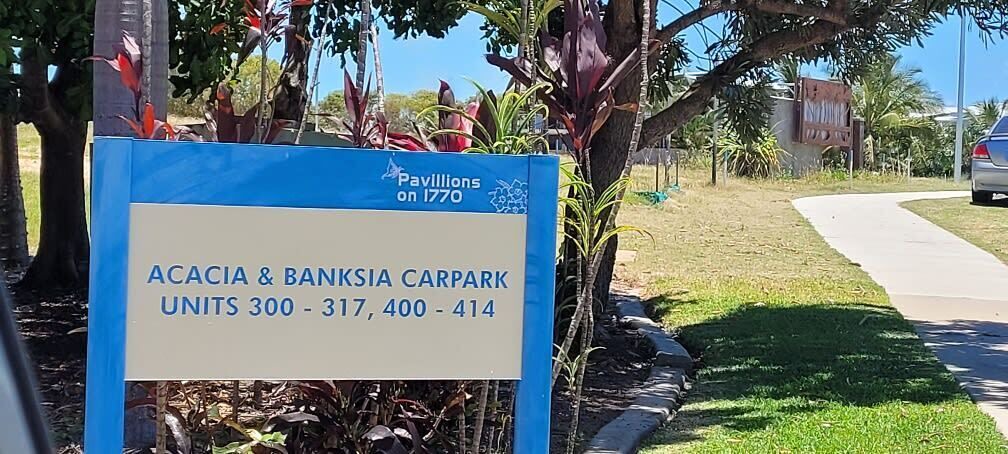 Pavillions
on 1770
ACACIA & BANKSIA CARPARK
UNITS 300 - 317, 400 - 414